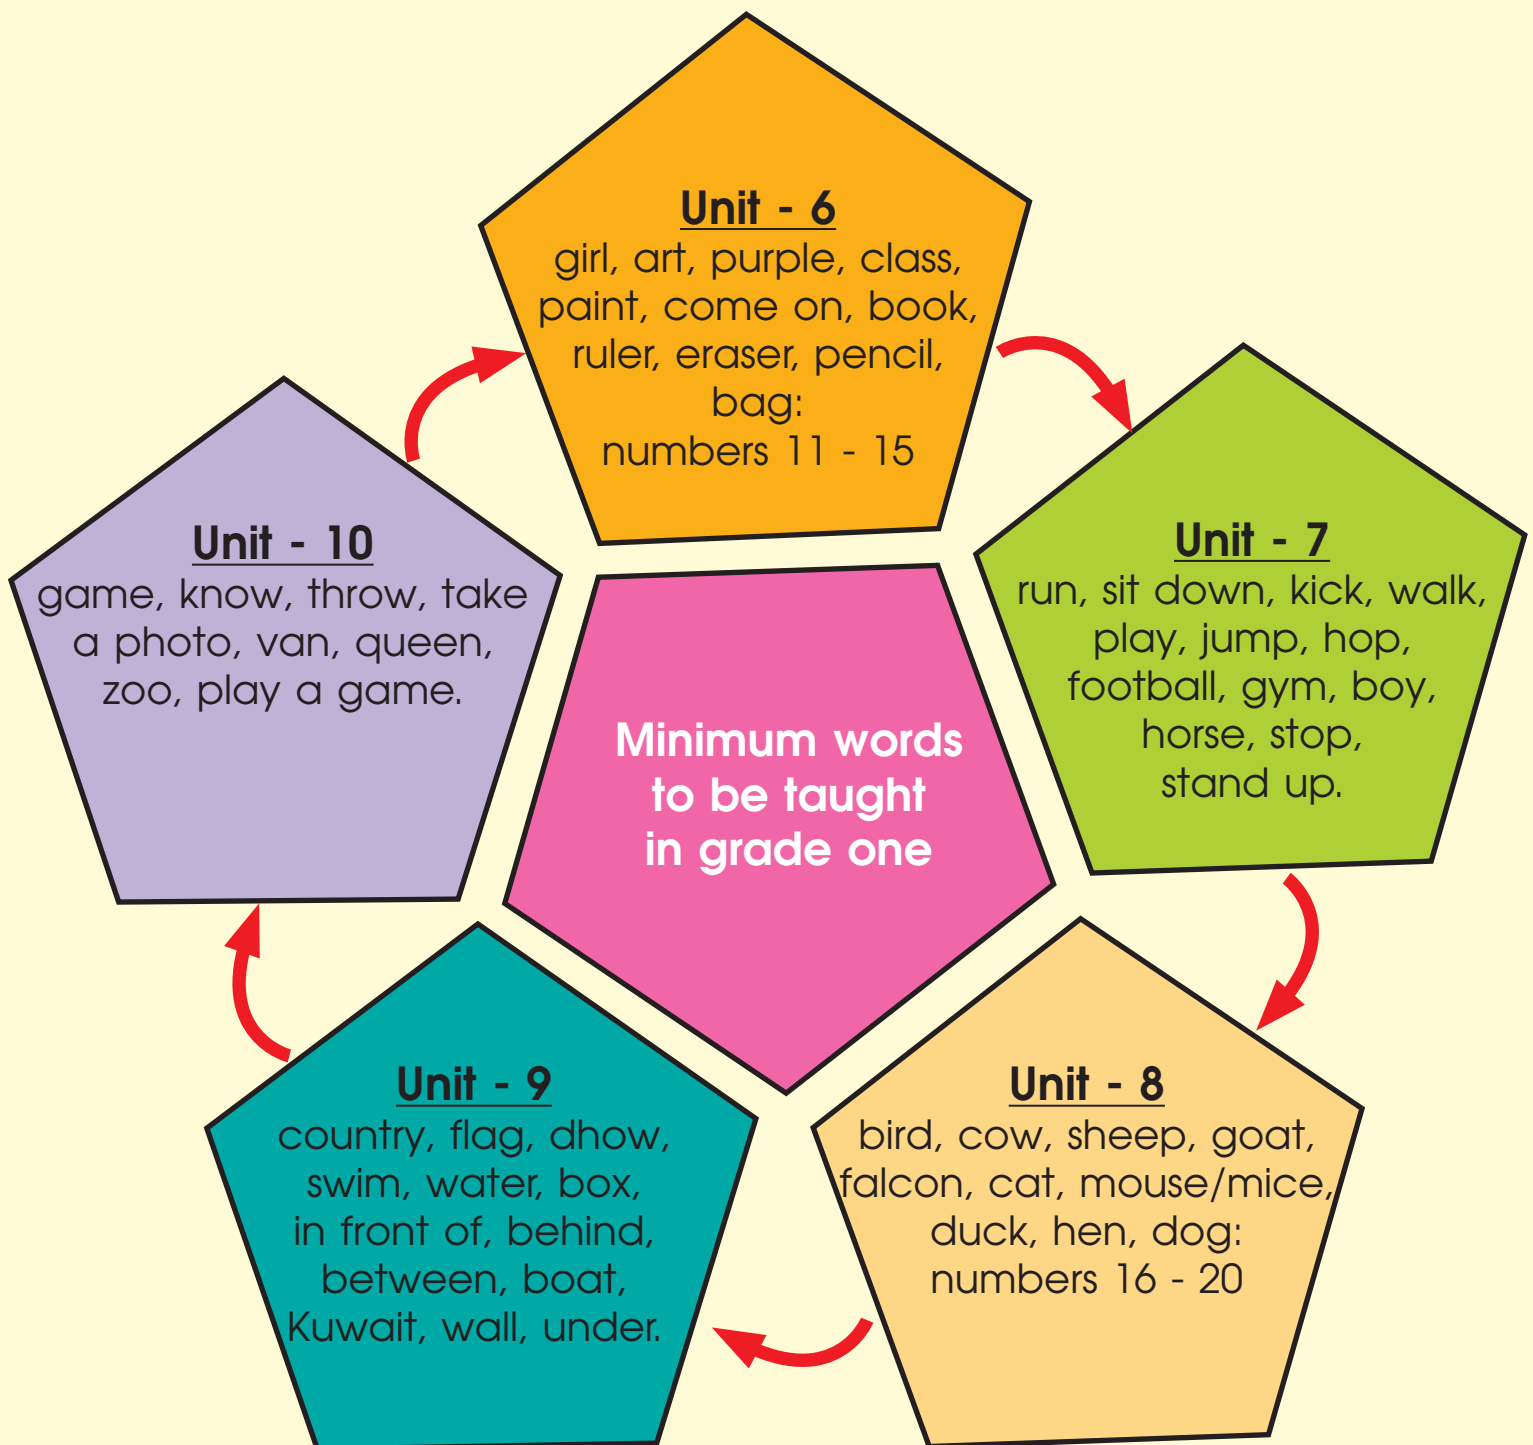 Unit - 6
girl, art, purple, class,
paint, come on, book,
ruler, eraser, pencil,
bag:
numbers 11 - 15
Unit - 7
run, sit down, kick, walk,
play, jump, hop,
football, gym, boy,
horse, stop,
stand up.
Unit - 8
bird, cow, sheep, goat,
falcon, cat, mouse/mice,
duck, hen, dog:
numbers 16 - 20
Unit - 9
country, flag, dhow,
swim, water, box,
in front of, behind,
between, boat,
Kuwait, wall, under.
Unit - 10
game, know, throw, take
a photo, van, queen,
zoo, play a game.
Minimum words
to be taught
in grade one